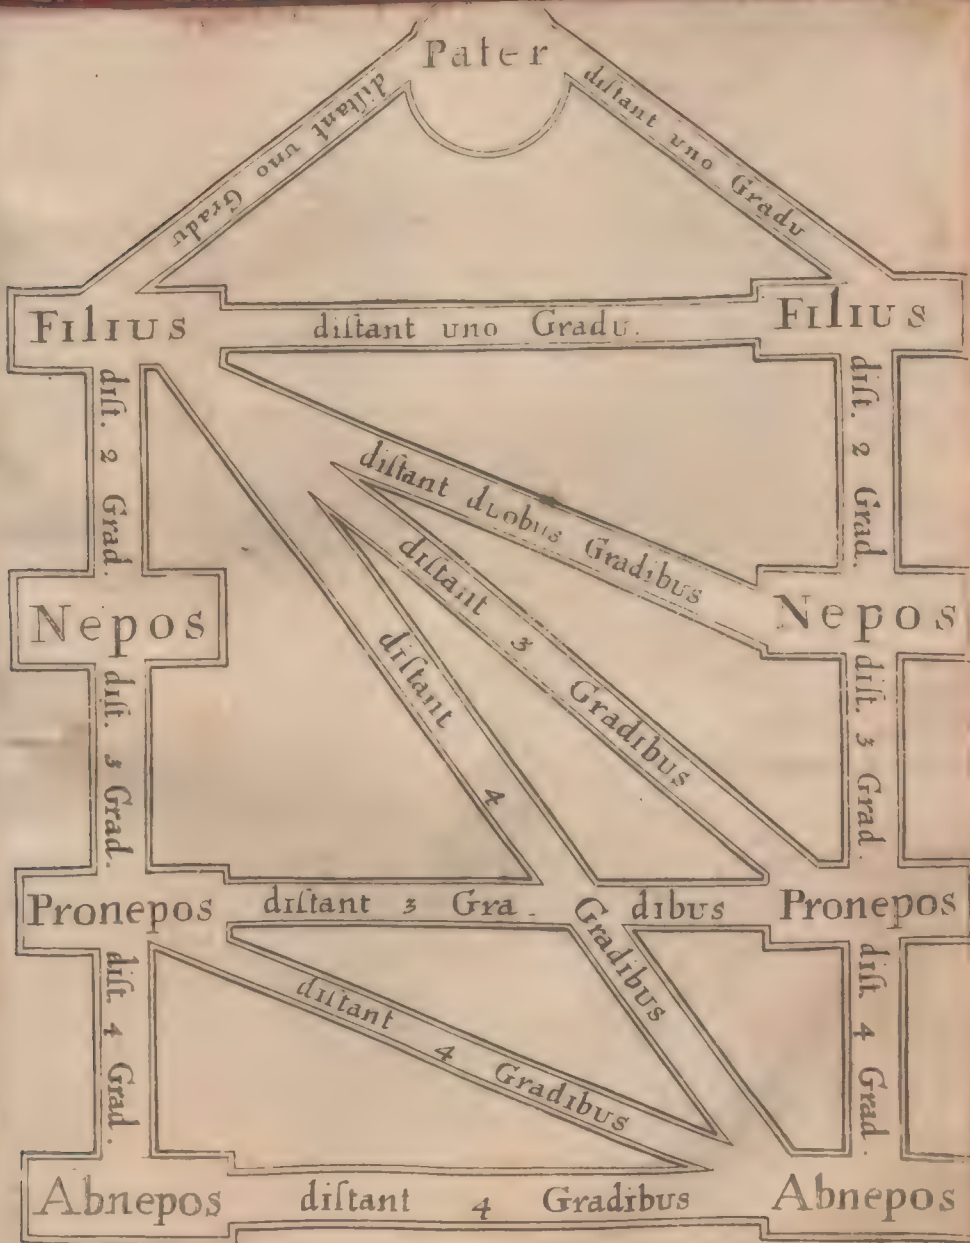 Pater
diſtant uno Gradu
diſtant uno Gradu
Filius
diſtant uno Gradu.
Filius
diſt. 2 Grad.
diſtant duobus Gradibus
diſt. 2 Grad.
Nepos
diſtant 3 Gradibus
Nepos
diſtant 4 Gradibus
diſt. 3 Grad.
diſt. 3 Grad.
Pronepos
diſtant 3 Gra. dibus
Pronepos
diſt. 4 Grad.
diſtant 4 Gradibus
diſt. 4 Grad.
Abnepos
diſtant 4 Gradibus
Abnepos